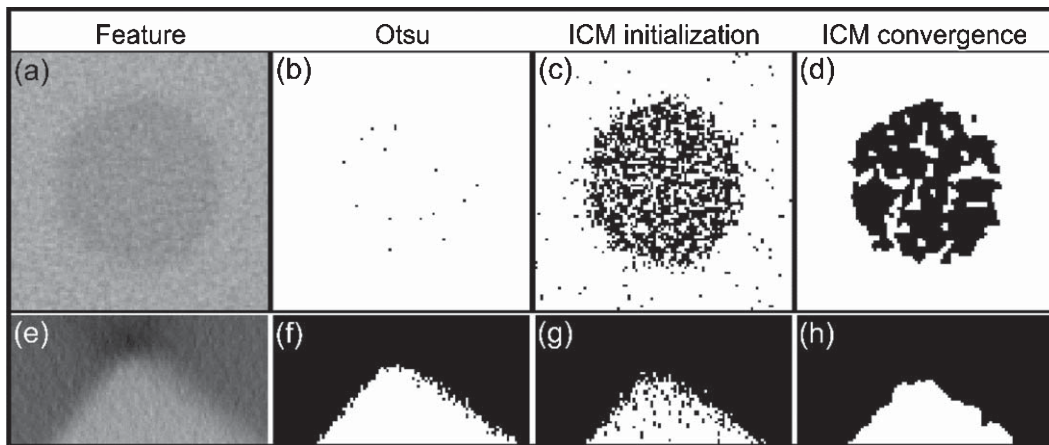 Feature Otsu ICM initialization ICM convergence
(a) (b) (c) (d)
(e) (f) (g) (h)